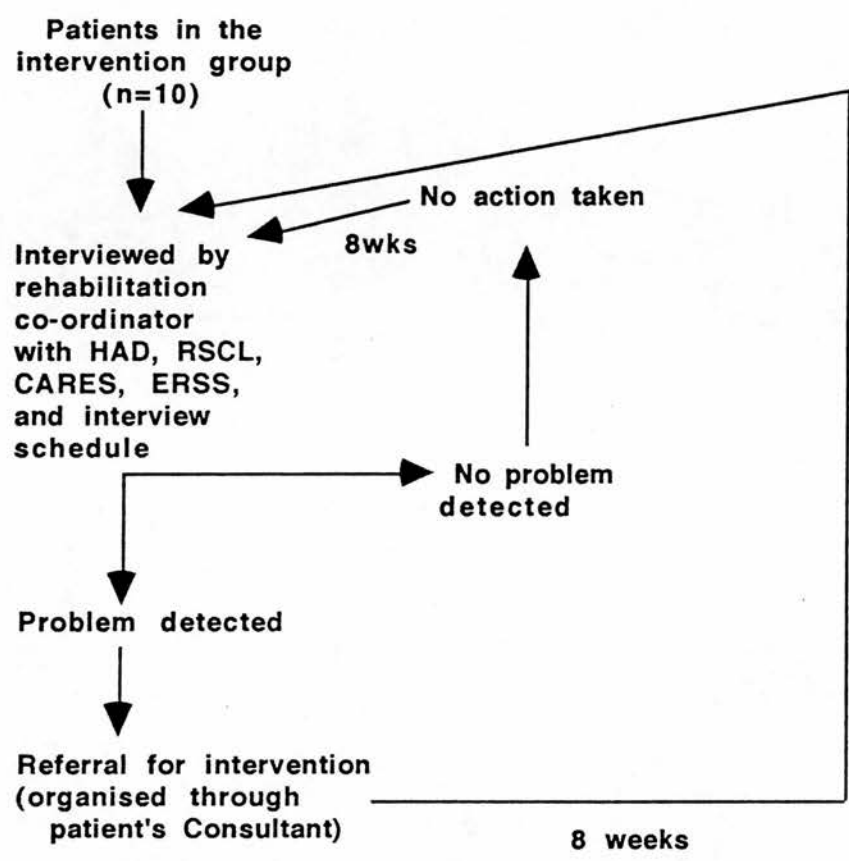 Patients in the
intervention group
(n=10)
No action taken
8wks
Interviewed by
rehabilitation
co-ordinator
with HAD, RSCL,
CARES, ERSS,
and interview
schedule
No problem
detected
Problem detected
Referral for intervention
(organised through
patient's Consultant)
8 weeks